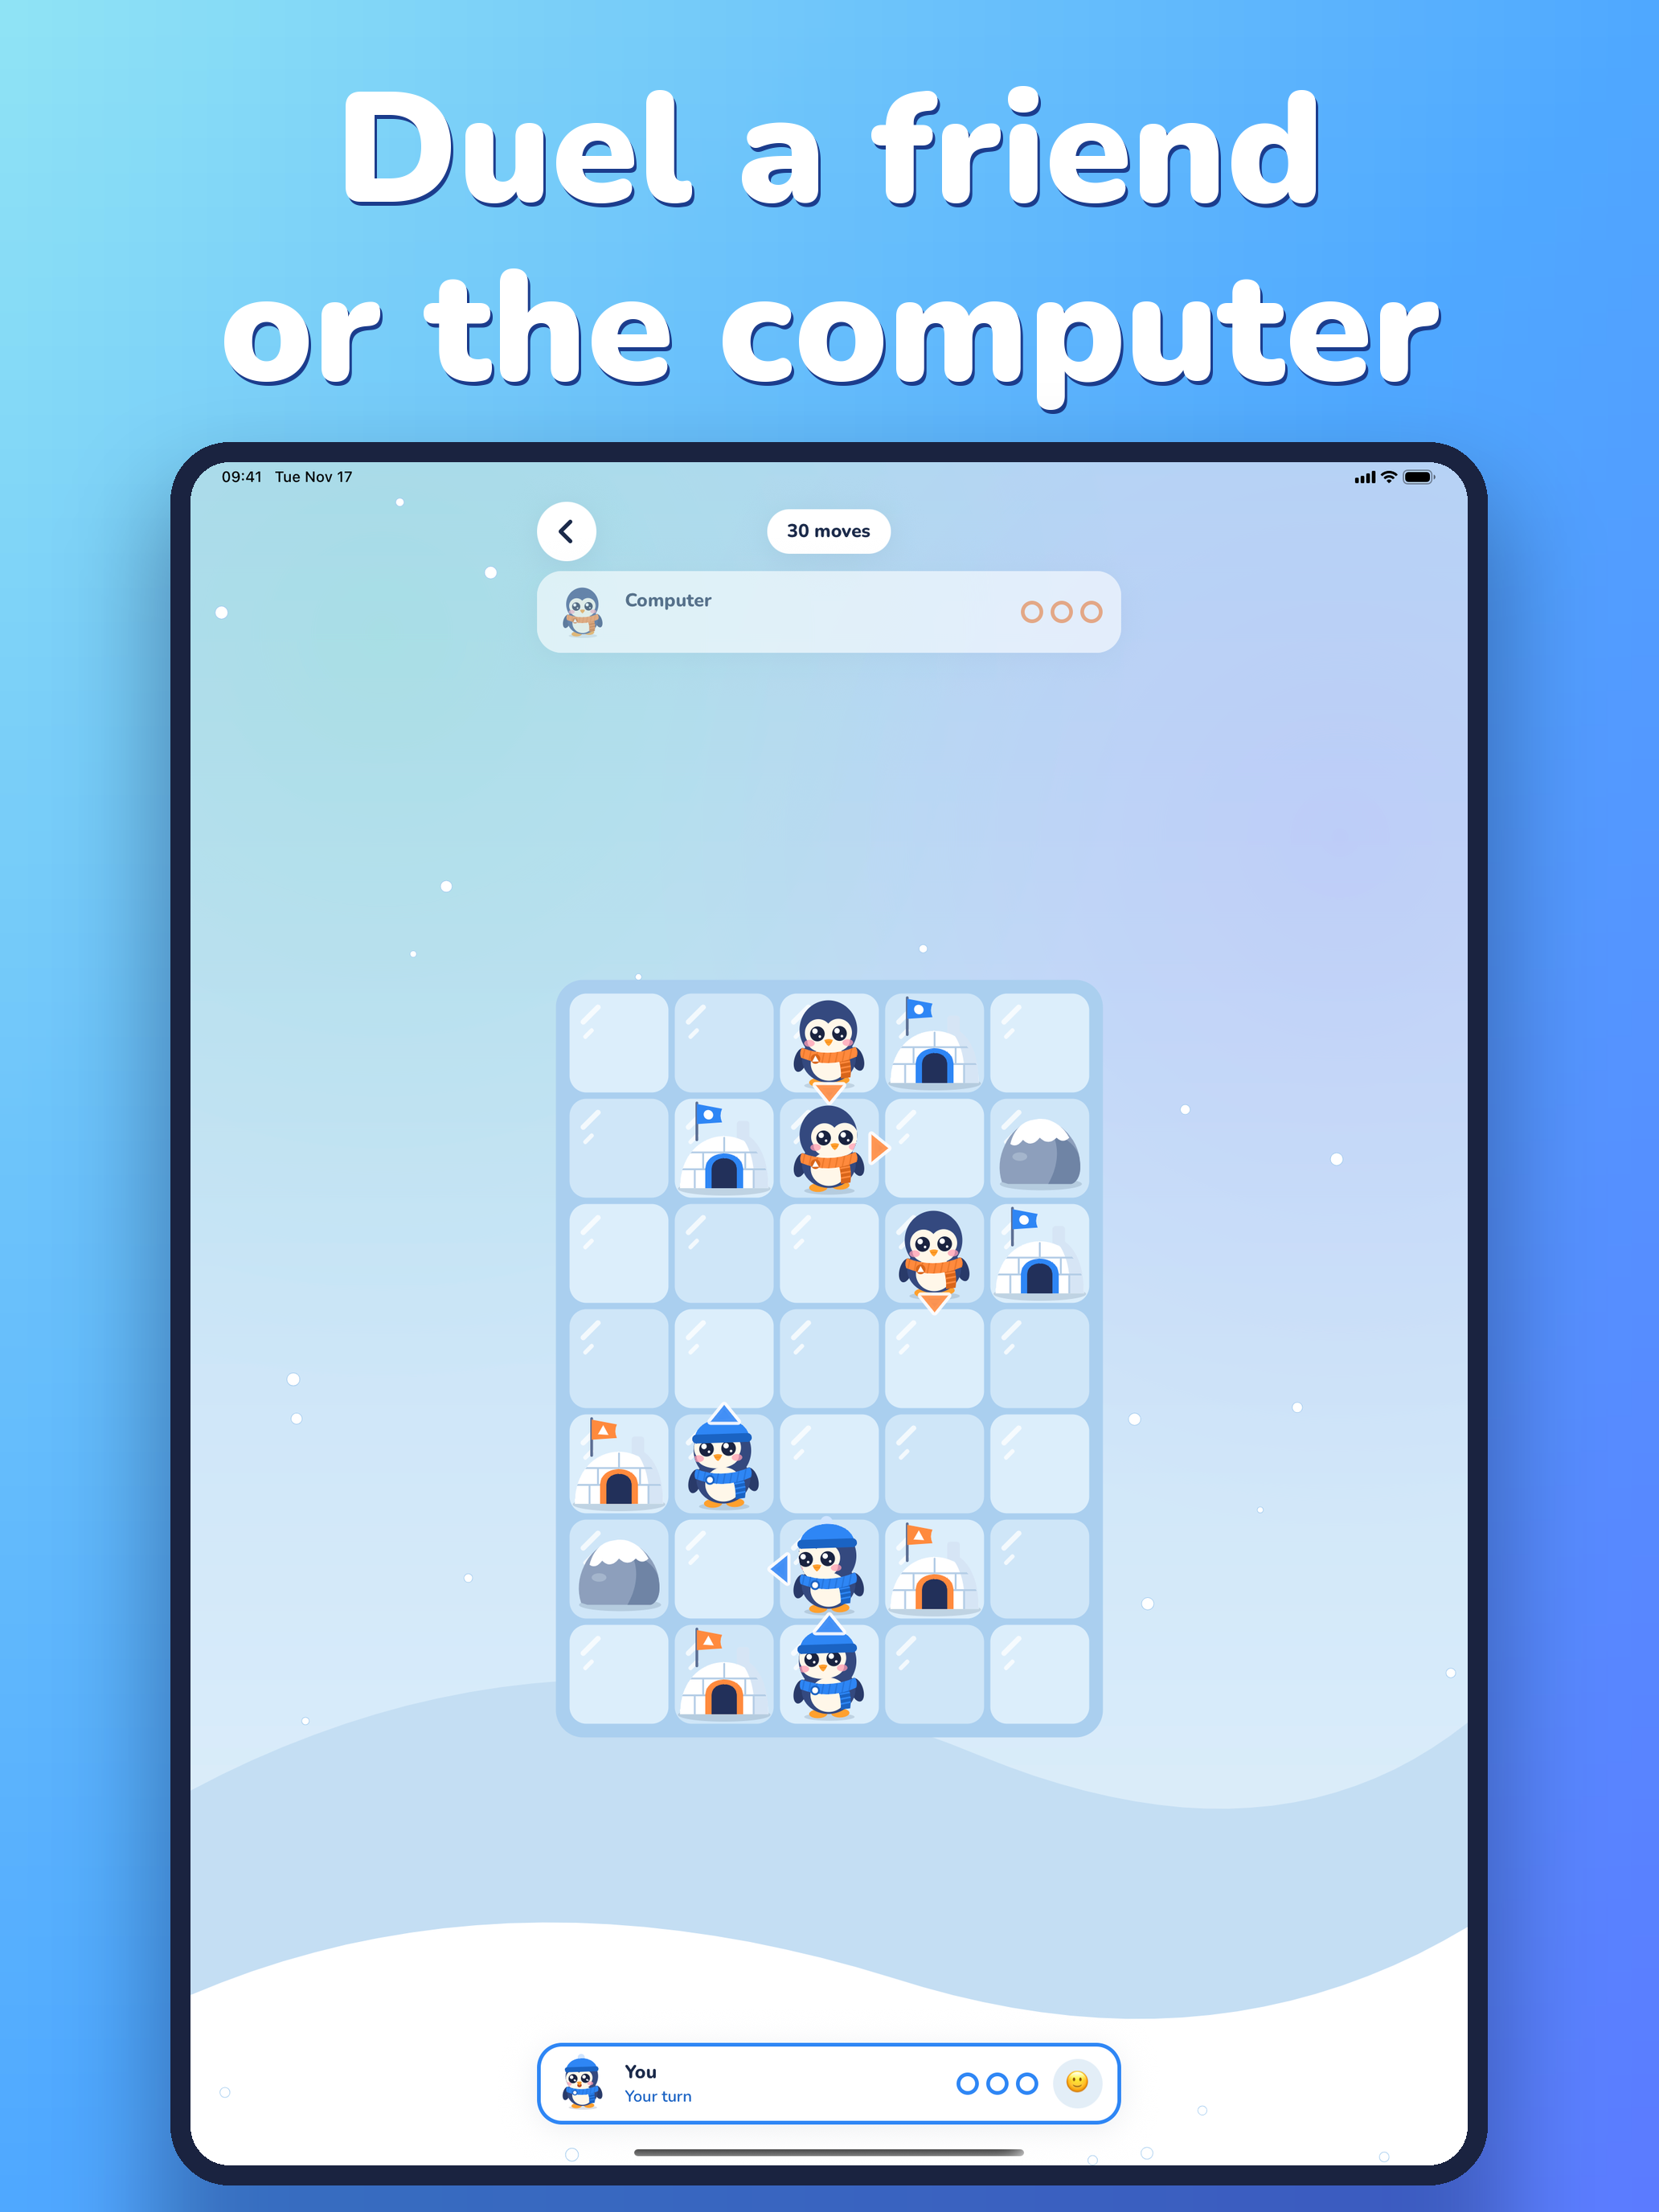 Duel a friend
or the computer
09:41 Tue Nov 17
30 moves
Computer
You
Your turn